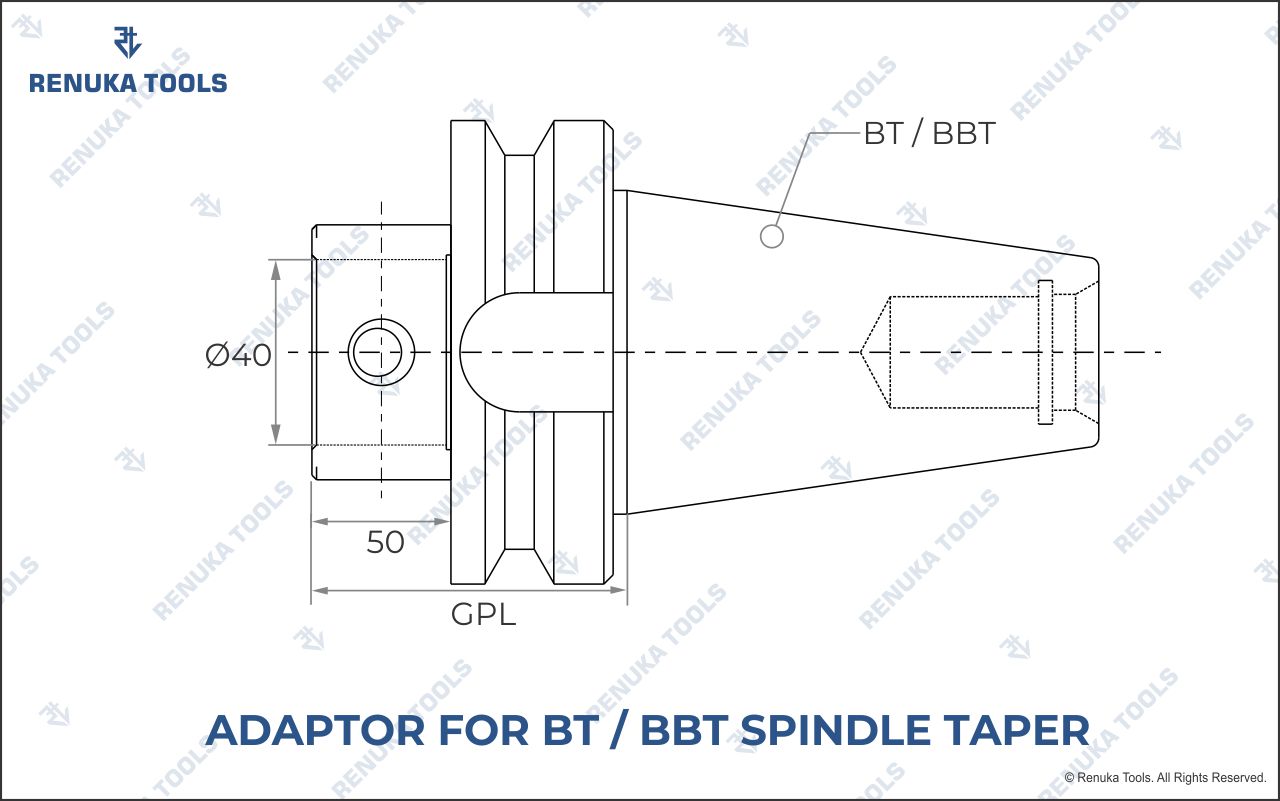 RENUKA TOOLS
BT / BBT
Ø40
50
GPL
ADAPTOR FOR BT / BBT SPINDLE TAPER
© Renuka Tools. All Rights Reserved.